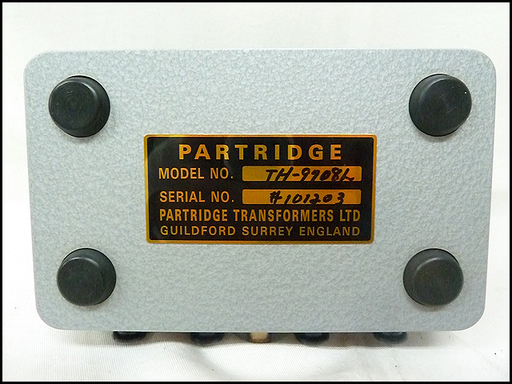 PARTRIDGE
MODEL NO. TH-9708L
SERIAL NO. #101203
PARTRIDGE TRANSFORMERS LTD
GUILDFORD SURREY ENGLAND